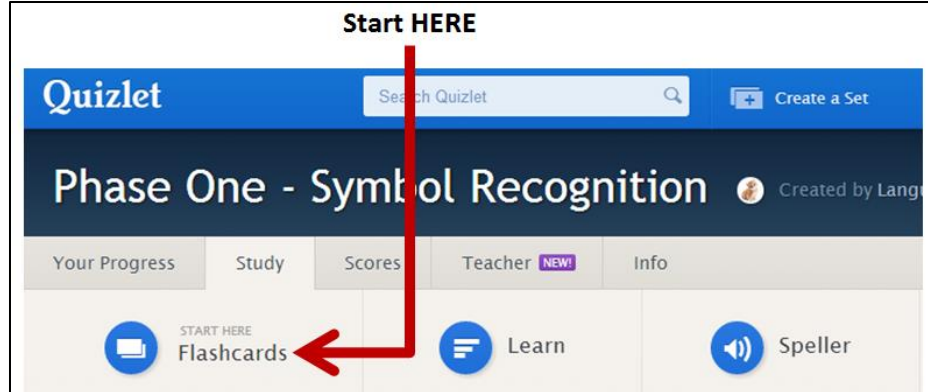 Start HERE
Quizlet
Search Quizlet
Create a Set
Phase One - Symbol Recognition
Created by
Your Progress
Study
Scores
Teacher NEW!
Info
START HERE
Flashcards
Learn
Speller